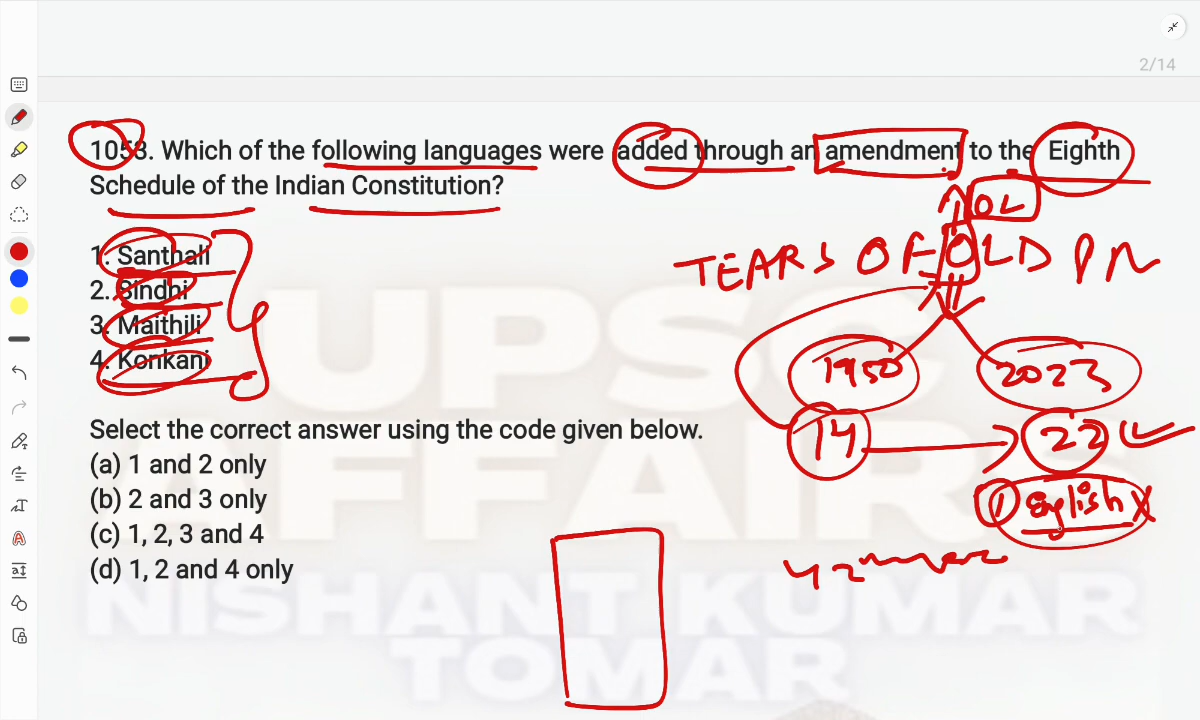 2/14
1053. Which of the following languages were added through an amendment to the Eighth
Schedule of the Indian Constitution?
OL
1. Santhali
TEARS OF OLD PM
2. Sindhi
3. Maithili
4. Konkani
1950
2023
Select the correct answer using the code given below.
14
22
(a) 1 and 2 only
(b) 2 and 3 only
① English X
(c) 1, 2, 3 and 4
(d) 1, 2 and 4 only
UPSC
AFFAIRS
NISHANT KUMAR
TOMAR